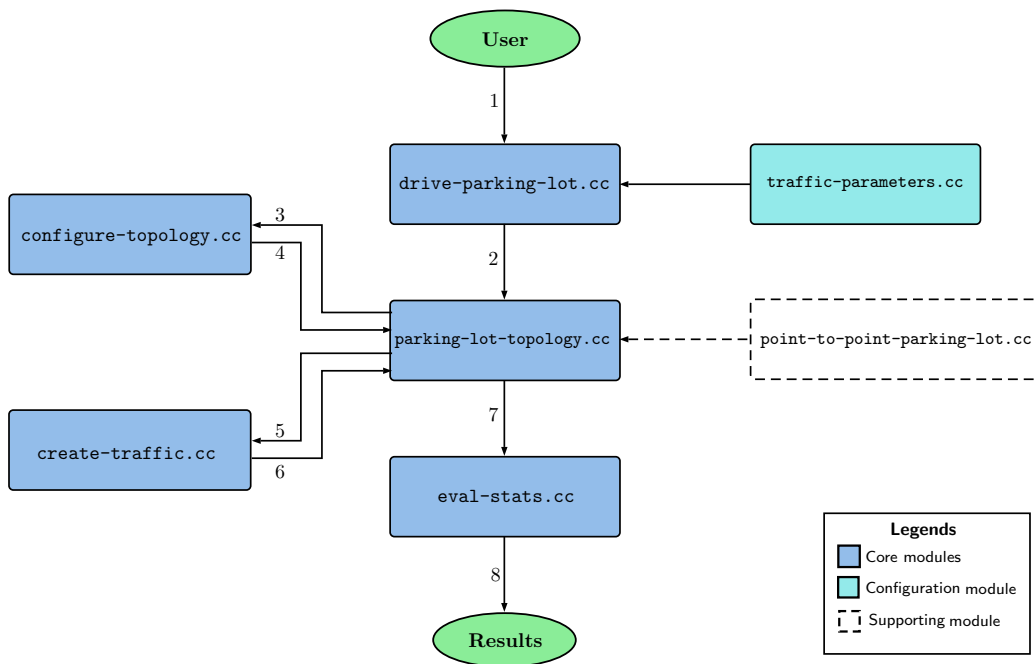 User
1
drive-parking-lot.cc
traffic-parameters.cc
3
configure-topology.cc
4
2
parking-lot-topology.cc
point-to-point-parking-lot.cc
7
5
create-traffic.cc
6
eval-stats.cc
Legends
Core modules
8
Configuration module
Supporting module
Results